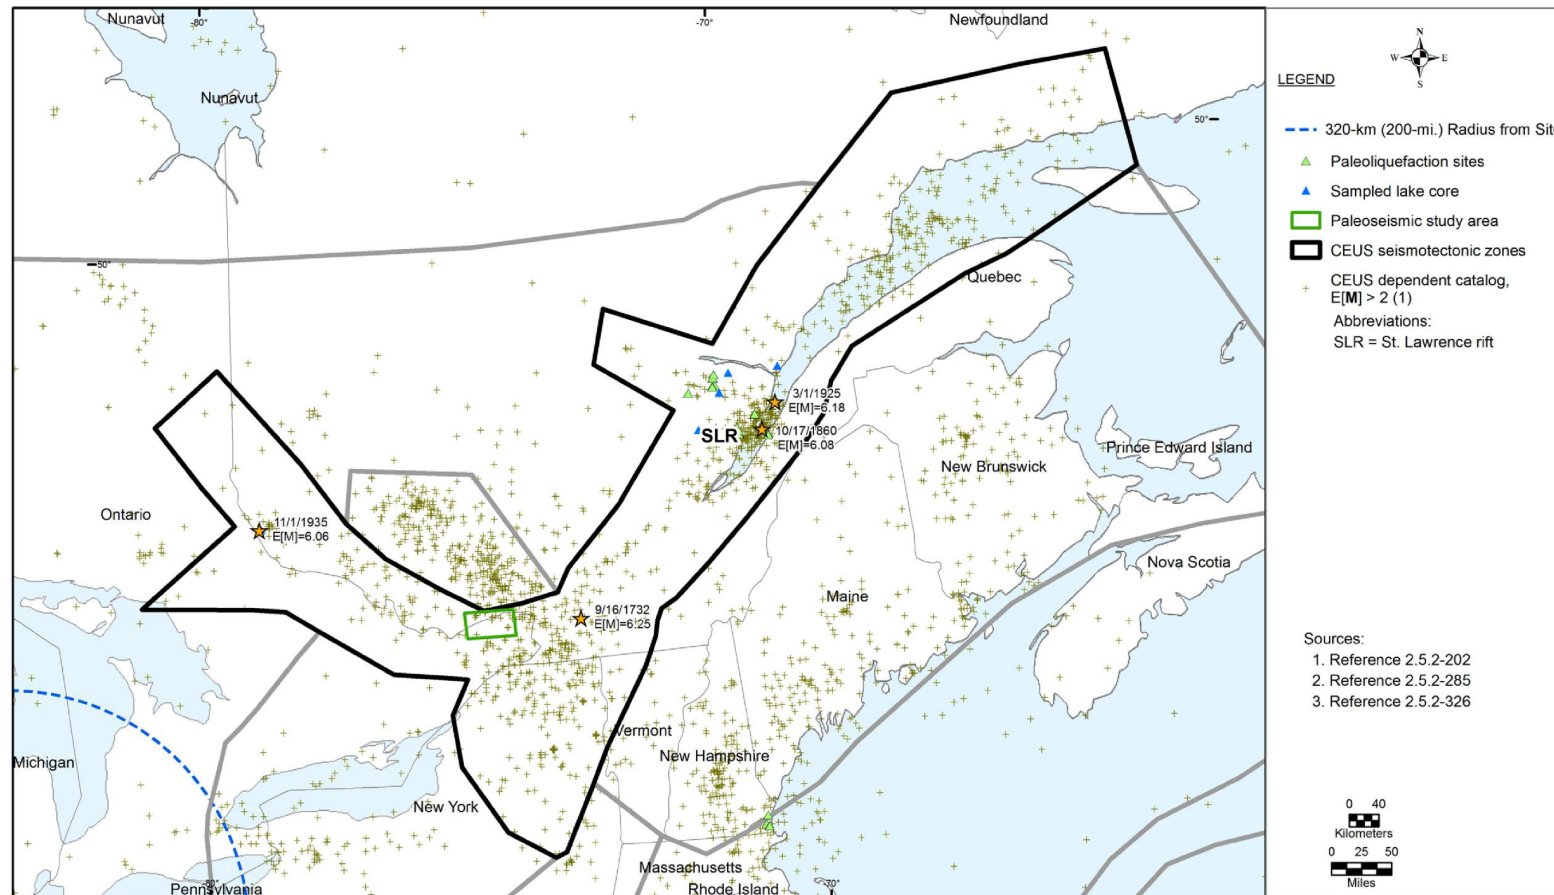 Nunavut
-80°
-70°
Newfoundland
N
W
E
S
LEGEND
Nunavut
50°
320-km (200-mi.) Radius from Sit
Paleoliquefaction sites
Sampled lake core
Paleoseismic study area
CEUS seismotectonic zones
50°
Quebec
CEUS dependent catalog,
E[M] > 2 (1)
Abbreviations:
SLR = St. Lawrence rift
3/1/1925
E[M]=6.18
SLR
10/17/1860
E[M]=6.08
New Brunswick
Prince Edward Island
Ontario
11/1/1935
E[M]=6.06
Nova Scotia
Maine
9/16/1732
E[M]=6.25
Sources:
1. Reference 2.5.2-202
2. Reference 2.5.2-285
3. Reference 2.5.2-326
Vermont
New Hampshire
Michigan
New York
0 40
Kilometers
0 25 50
Miles
Massachusetts
Pennsylvania
Rhode Island